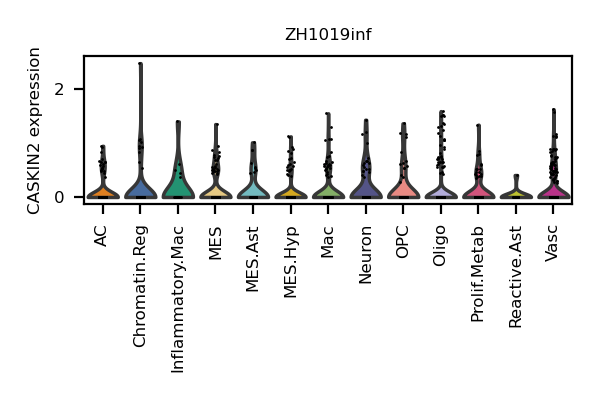 ZH1019inf
CASKIN2 expression
2
0
AC
Chromatin.Reg
Inflammatory.Mac
MES
MES.Ast
MES.Hyp
Mac
Neuron
OPC
Oligo
Prolif.Metab
Reactive.Ast
Vasc